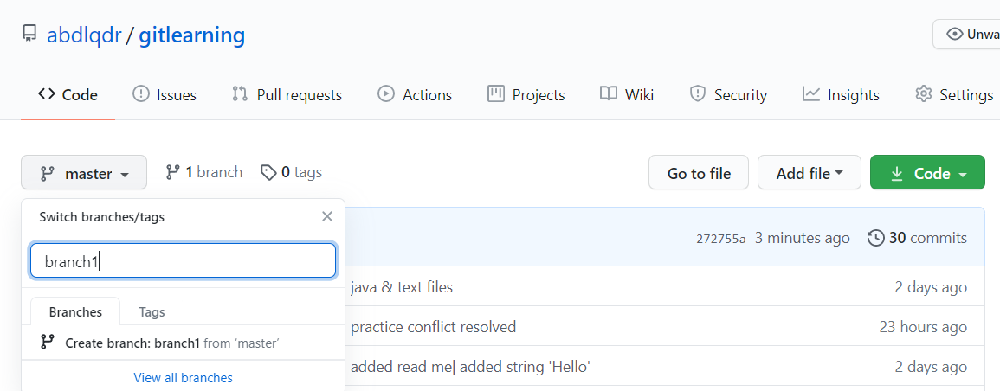 abdlqdr / gitlearning
Unwa
Code Issues Pull requests Actions Projects Wiki Security Insights Settings
master 1 branch 0 tags Go to file Add file Code
Switch branches/tags
272755a 3 minutes ago 30 commits
branch1
java & text files 2 days ago
Branches Tags
practice conflict resolved 23 hours ago
Create branch: branch1 from 'master'
added read me| added string 'Hello' 2 days ago
View all branches